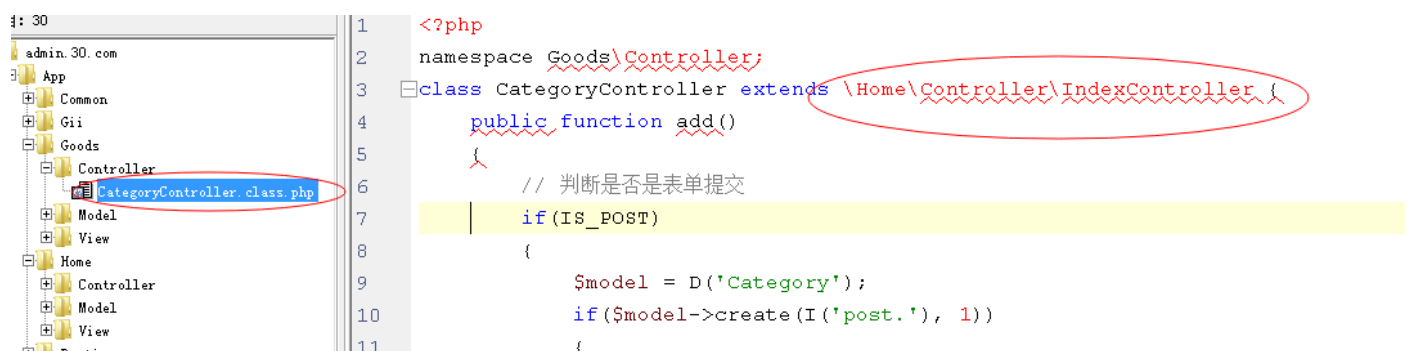 : 30
admin.30.com
App
Common
Gii
Goods
Controller
CategoryController.class.php
Model
View
Home
Controller
Model
View
1 <?php
2 namespace Goods\Controller;
3 class CategoryController extends \Home\Controller\IndexController {
4 public function add()
5 {
6 // 判断是否是表单提交
7 if(IS_POST)
8 {
9 $model = D('Category');
10 if($model->create(I('post.'), 1))
11 {